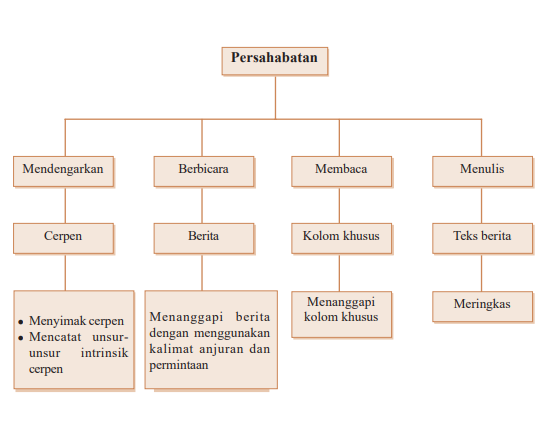 Persahabatan
Mendengarkan
Berbicara
Membaca
Menulis
Cerpen
Berita
Kolom khusus
Teks berita
• Menyimak cerpen
• Mencatat unsur-
unsur intrinsik
cerpen
Menanggapi berita
dengan menggunakan
kalimat anjuran dan
permintaan
Menanggapi
kolom khusus
Meringkas